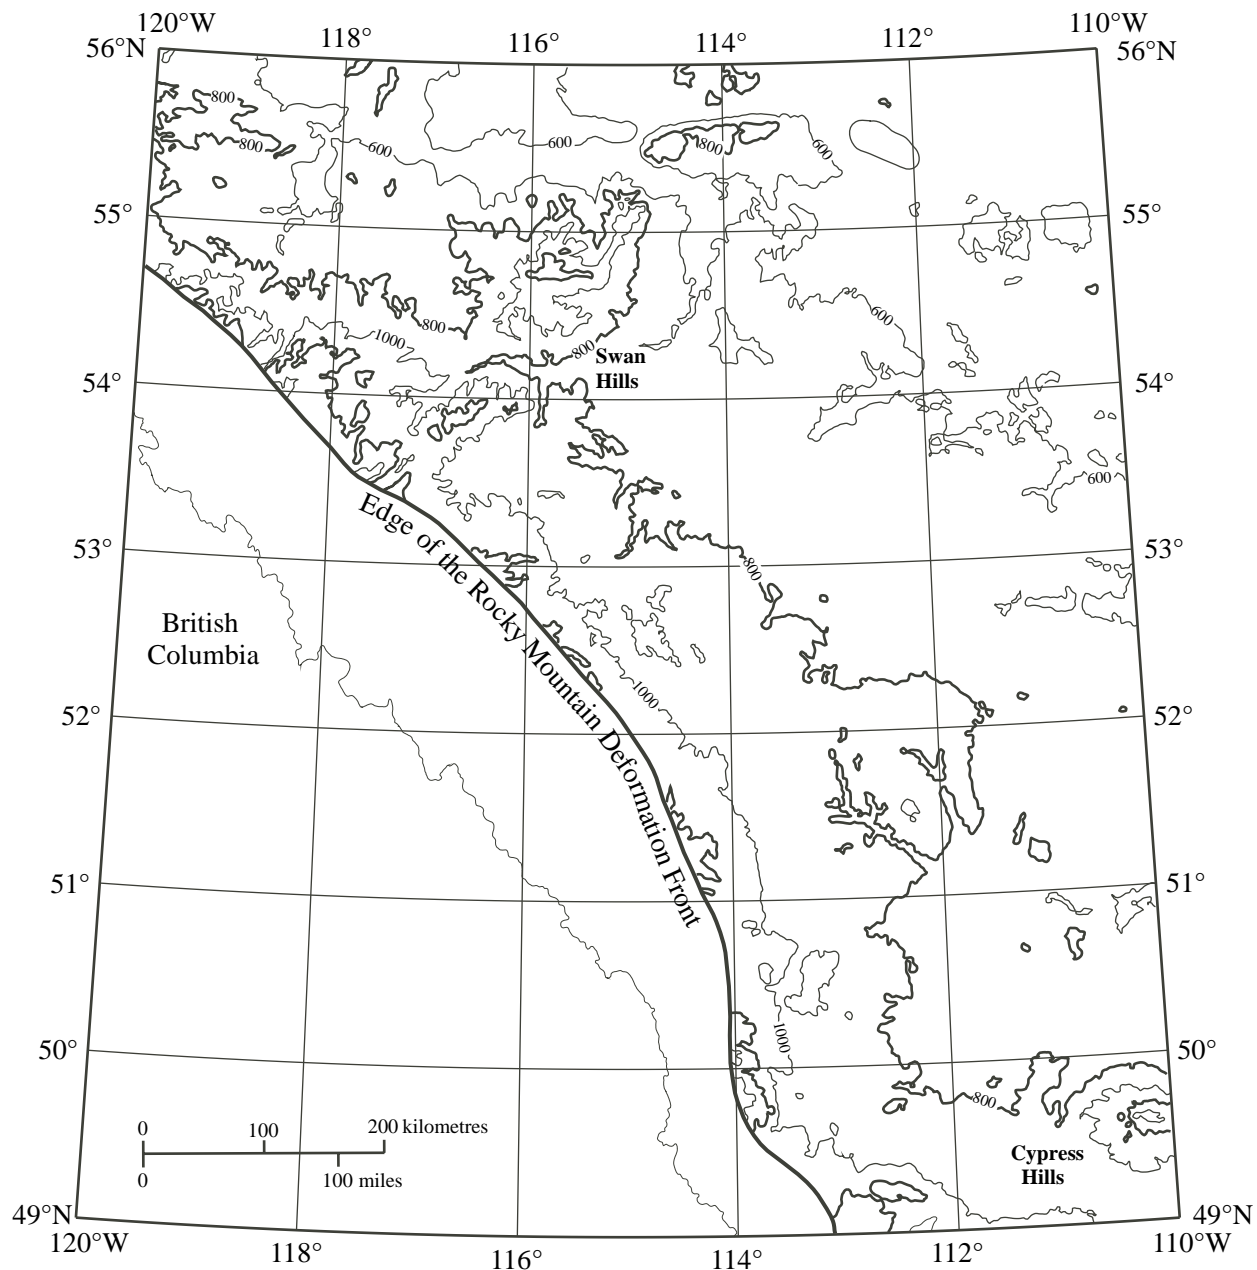 120°W
118°
116°
114°
112°
110°W
56°N
56°N
800
800
600
600
800
600
55°
55°
800
1000
600
800
Swan
Hills
54°
54°
600
Edge of the Rocky Mountain Deformation Front
53°
53°
800
British
Columbia
1000
52°
52°
51°
51°
1000
50°
50°
800
0
100
200 kilometres
0
100 miles
Cypress
Hills
49°N
49°N
120°W
118°
116°
114°
112°
110°W